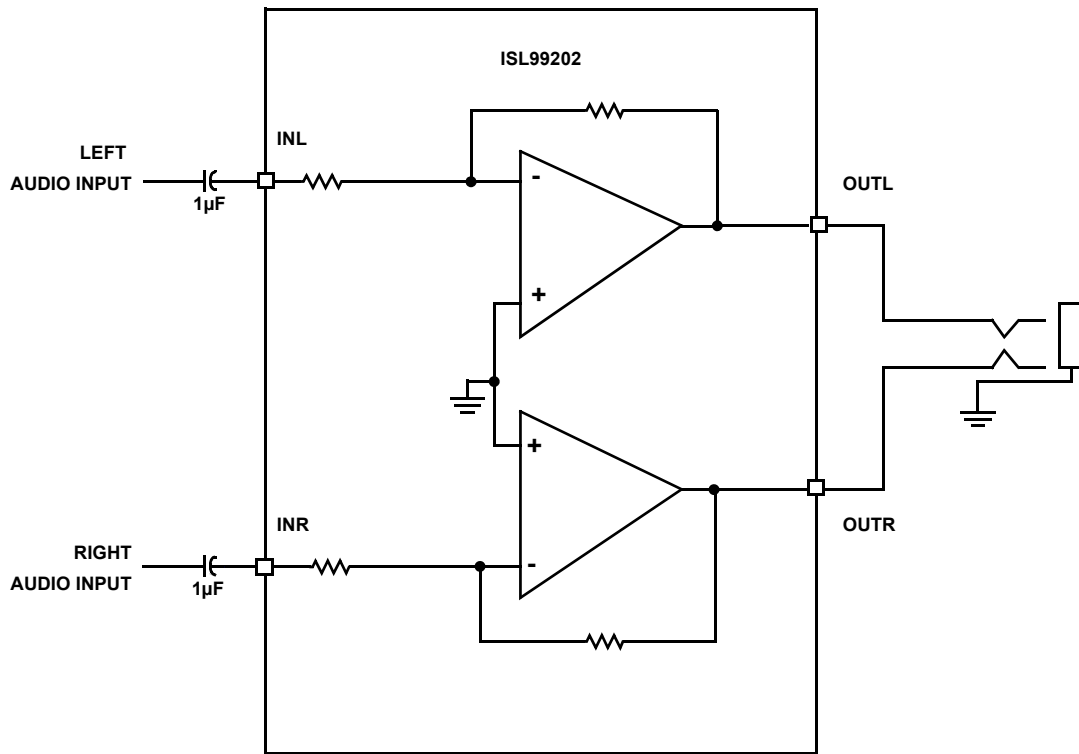 ISL99202
INL
LEFT
AUDIO INPUT
1µF
-
+
OUTL
+
-
INR
RIGHT
AUDIO INPUT
1µF
OUTR